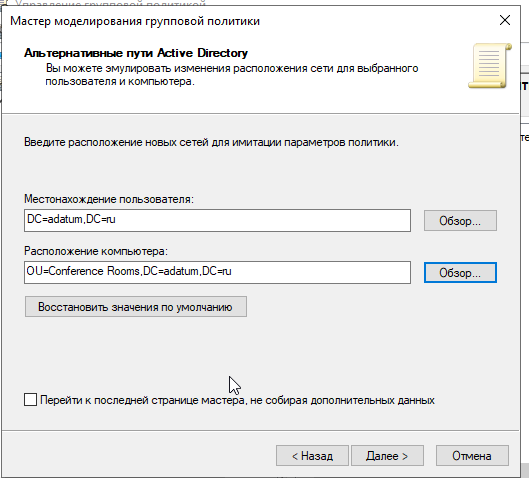 Управление групповой политикой
Мастер моделирования групповой политики
Альтернативные пути Active Directory
Вы можете эмулировать изменения расположения сети для выбранного
пользователя и компьютера.
Введите расположение новых сетей для имитации параметров политики.
Местонахождение пользователя:
DC=adatum,DC=ru
Обзор...
Расположение компьютера:
OU=Conference Rooms,DC=adatum,DC=ru
Обзор...
Восстановить значения по умолчанию
Перейти к последней странице мастера, не собирая дополнительных данных
< Назад
Далее >
Отмена